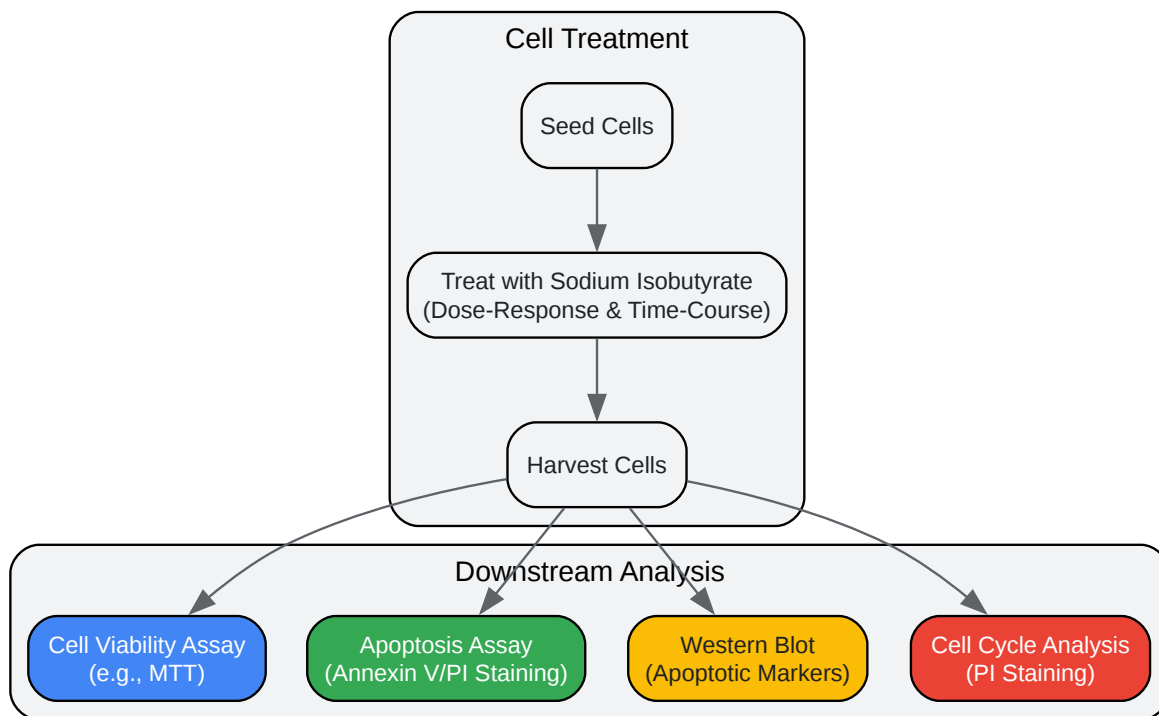 Cell Treatment
Seed Cells
Treat with Sodium Isobutyrate
(Dose-Response & Time-Course)
Harvest Cells
Downstream Analysis
Cell Viability Assay
(e.g., MTT)
Apoptosis Assay
(Annexin V/PI Staining)
Western Blot
(Apoptotic Markers)
Cell Cycle Analysis
(PI Staining)